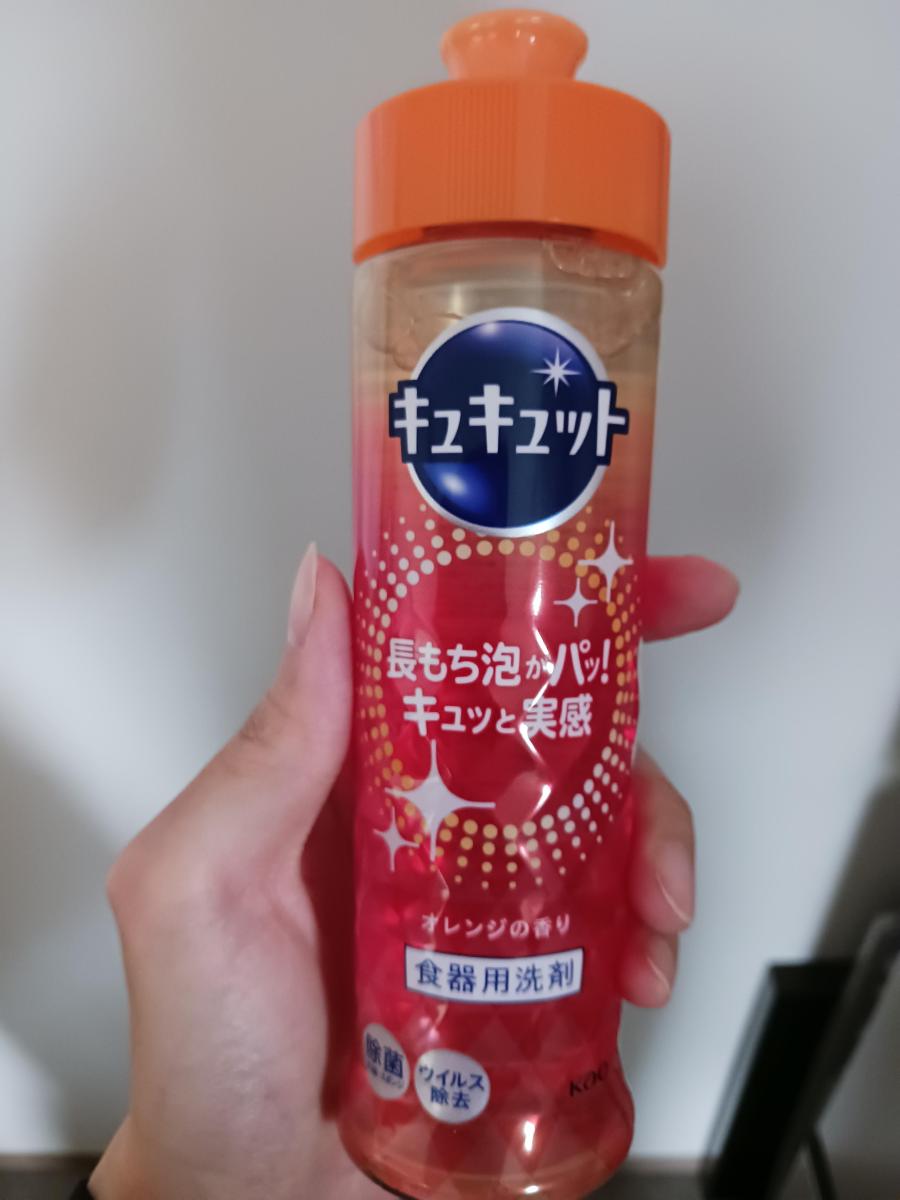 キュキュット
長もち泡がパッ!
キュッと実感
オレンジの香り
食器用洗剤
除菌
ウイルス
除去
Kao